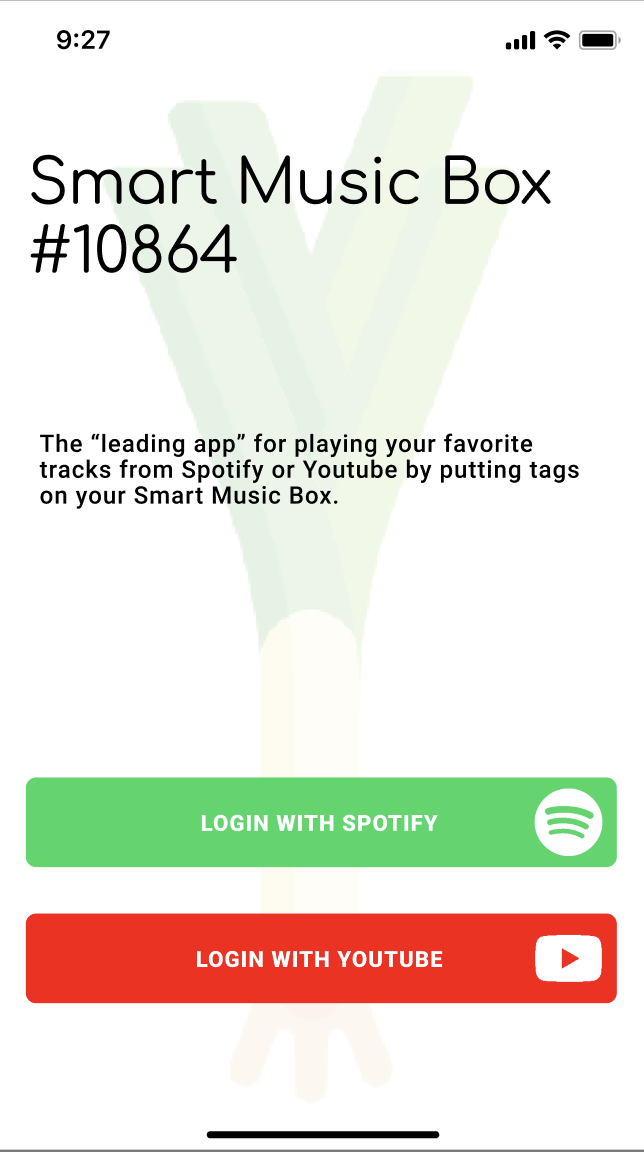 9:27
Smart Music Box
#10864
The “leading app” for playing your favorite
tracks from Spotify or Youtube by putting tags
on your Smart Music Box.
LOGIN WITH SPOTIFY
LOGIN WITH YOUTUBE